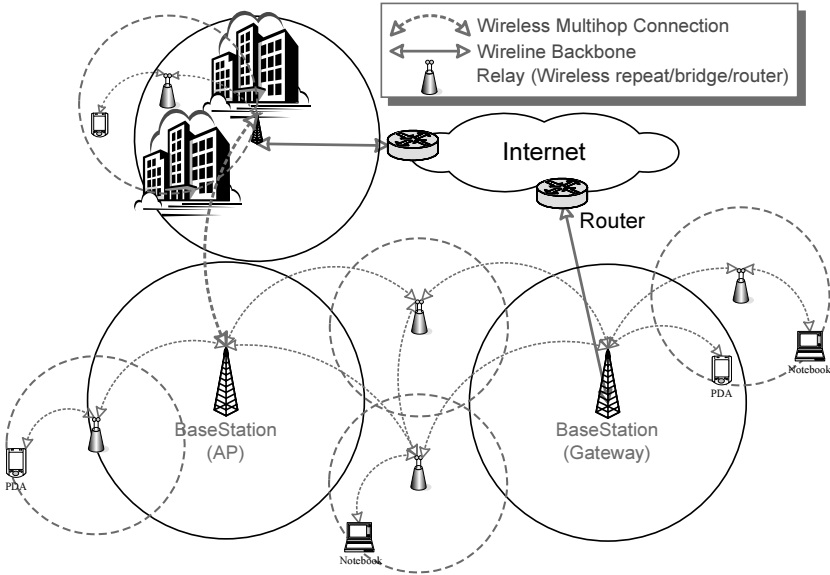 Wireless Multihop Connection
Wireline Backbone
Relay (Wireless repeat/bridge/router)
Internet
Router
Notebook
PDA
BaseStation
(AP)
BaseStation
(Gateway)
PDA
Notebook